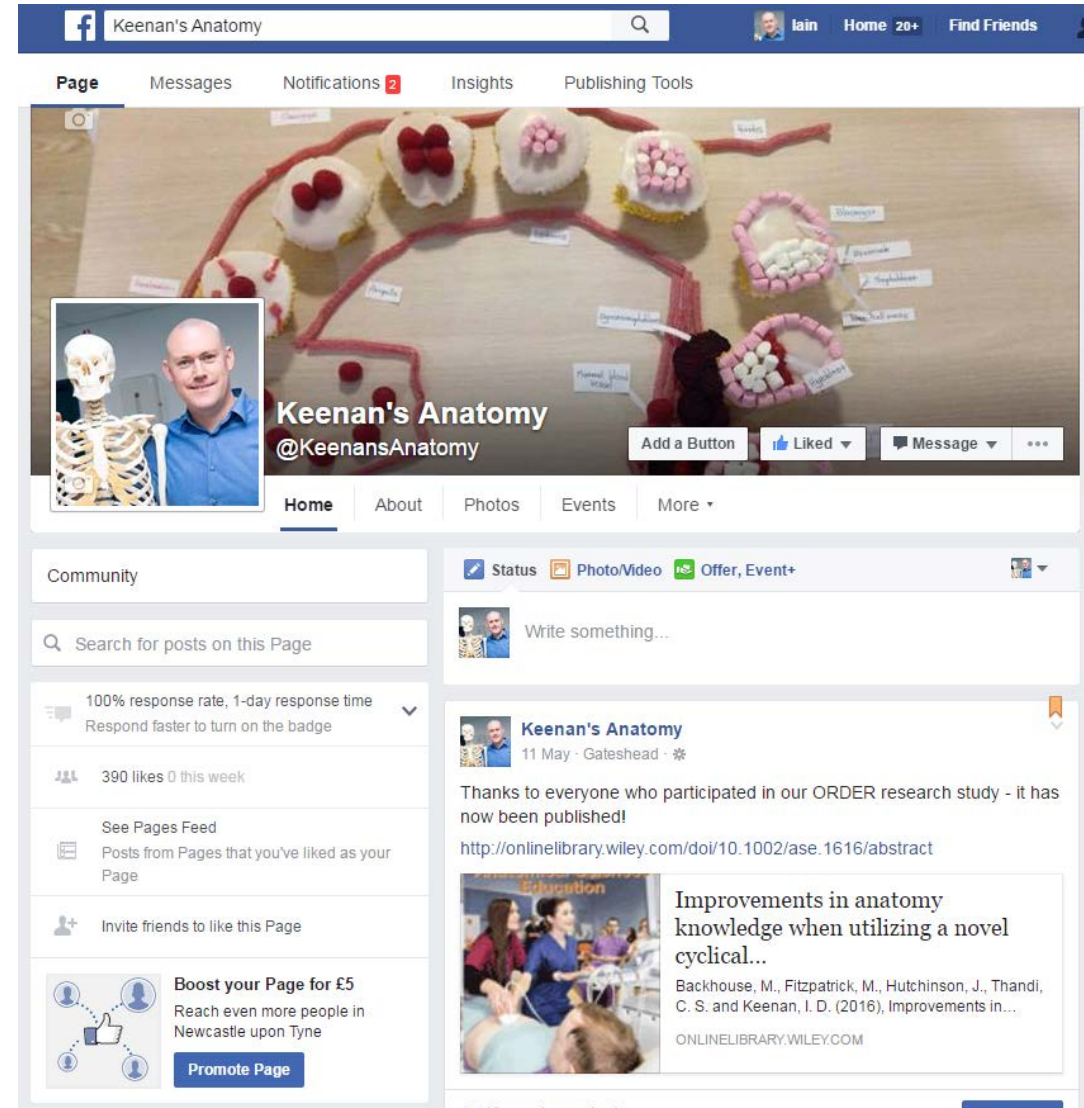 Keenan's Anatomy
Iain Home 20+ Find Friends
Page Messages Notifications 2 Insights Publishing Tools
Maternal blood
vessel
Keenan's Anatomy
@KeenansAnatomy
Add a Button Liked Message
Home About Photos Events More
Community
Search for posts on this Page
100% response rate, 1-day response time
Respond faster to turn on the badge
390 likes 0 this week
See Pages Feed
Posts from Pages that you've liked as your
Page
Invite friends to like this Page
Boost your Page for £5
Reach even more people in
Newcastle upon Tyne
Promote Page
Status Photo/Video Offer, Event+
Write something...
Keenan's Anatomy
11 May · Gateshead ·
Thanks to everyone who participated in our ORDER research study - it has
now been published!
http://onlinelibrary.wiley.com/doi/10.1002/ase.1616/abstract
Education
Improvements in anatomy
knowledge when utilizing a novel
cyclical...
Backhouse, M., Fitzpatrick, M., Hutchinson, J., Thandi,
C. S. and Keenan, I. D. (2016), Improvements in...
ONLINELIBRARY.WILEY.COM